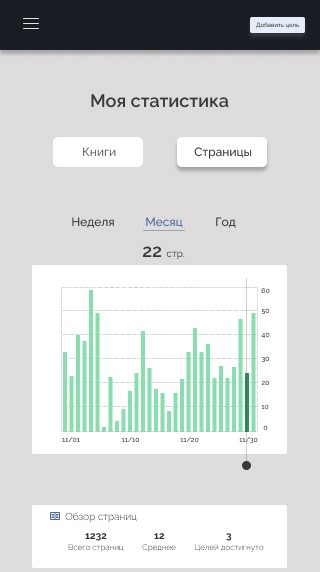 Добавить цель
Моя статистика
Книги
Страницы
Неделя
Месяц
Год
22 стр.
60
50
40
30
20
10
0
11/01
11/10
11/20
11/30
Обзор страниц
1232
12
3
Всего страниц
Среднее
Целей достигнуто